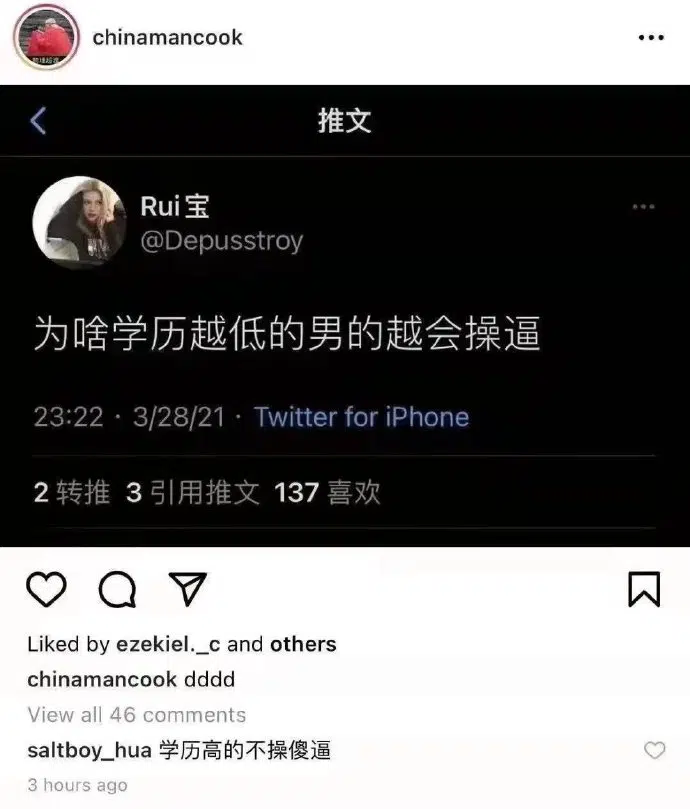 chinamancook
推文
Rui宝
@Depusstroy
为啥学历越低的男的越会操逼
23:22 · 3/28/21 · Twitter for iPhone
2 转推 3 引用推文 137 喜欢
Liked by ezekiel._c and others
chinamancook dddd
View all 46 comments
saltboy_hua 学历高的不操傻逼
3 hours ago